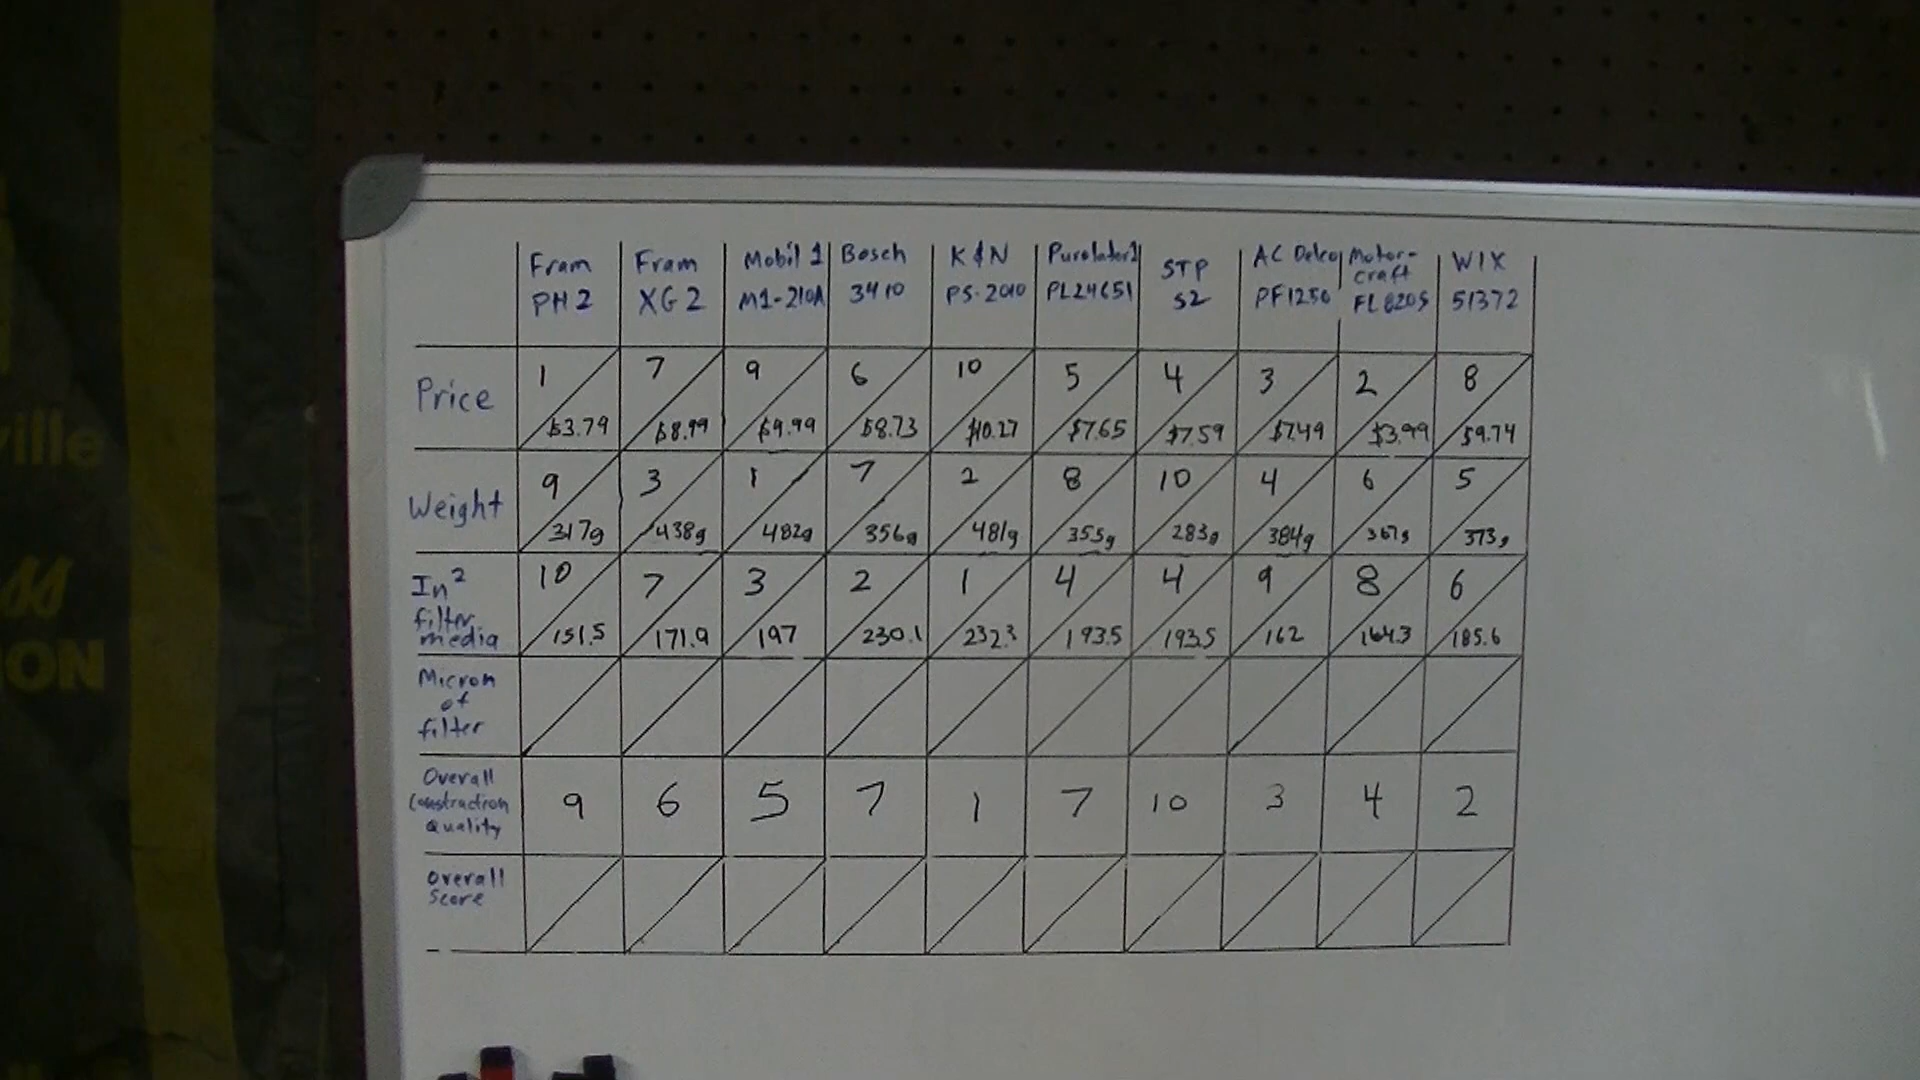 Fram Fram Mobil 1 Bosch K&N Purolator1 STP AC Delco Motor-craft WIX
PH2 XG2 M1-210A 3410 PS-2010 PL24651 S2 PF1250 FL820S 51372
Price 1 7 9 6 10 5 4 3 2 8
$3.79 $8.99 $9.99 $8.73 $10.27 $7.65 $7.59 $7.49 $3.99 $9.74
Weight 9 3 1 7 2 8 10 4 6 5
317g 438g 482g 356g 481g 355g 283g 384g 367g 373g
In² 10 7 3 2 1 4 4 9 8 6
filter
media 151.5 171.9 197 230.1 232.3 193.5 193.5 162 164.3 185.6
Micron
of
filter
Overall
Construction 9 6 5 7 1 7 10 3 4 2
Quality
Overall
Score
ville
ON